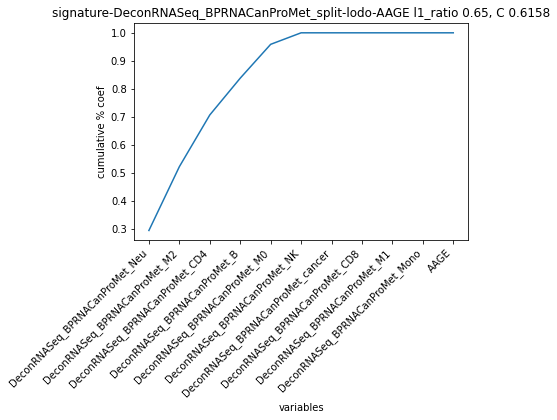 signature-DeconRNASeq_BPRNACanProMet_split-lodo-AAGE l1_ratio 0.65, C 0.6158
cumulative % coef
1.0
0.9
0.8
0.7
0.6
0.5
0.4
0.3
DeconRNASeq_BPRNACanProMet_Neu
DeconRNASeq_BPRNACanProMet_M2
DeconRNASeq_BPRNACanProMet_CD4
DeconRNASeq_BPRNACanProMet_B
DeconRNASeq_BPRNACanProMet_M0
DeconRNASeq_BPRNACanProMet_NK
DeconRNASeq_BPRNACanProMet_cancer
DeconRNASeq_BPRNACanProMet_CD8
DeconRNASeq_BPRNACanProMet_M1
DeconRNASeq_BPRNACanProMet_Mono
AAGE
variables